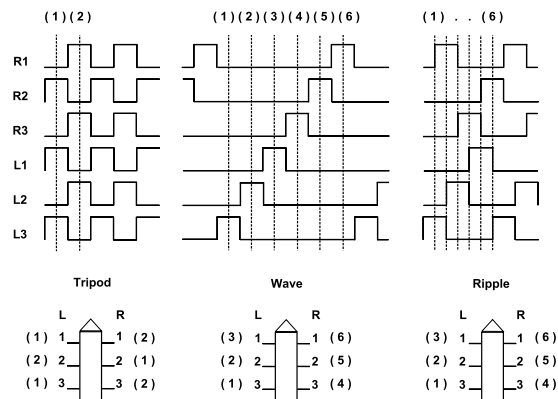 (1)(2) (1)(2)(3)(4)(5)(6) (1) . . (6)
R1
R2
R3
L1
L2
L3
Tripod Wave Ripple
L R L R L R
(1) 1 1 (2) (3) 1 1 (6) (3) 1 1 (6)
(2) 2 2 (1) (2) 2 2 (5) (2) 2 2 (5)
(1) 3 3 (2) (1) 3 3 (4) (1) 3 3 (4)